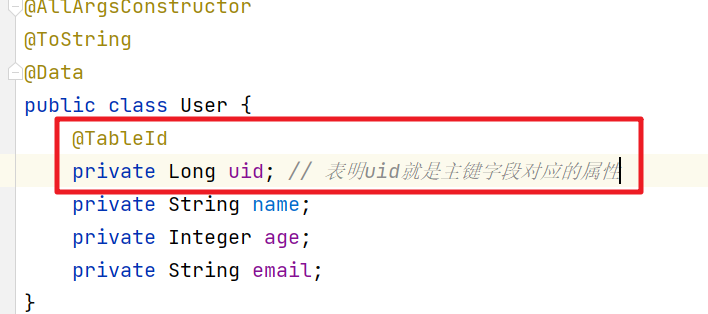 @AllArgsConstructor
@ToString
@Data
public class User {
@TableId
private Long uid; // 表明uid就是主键字段对应的属性
private String name;
private Integer age;
private String email;
}